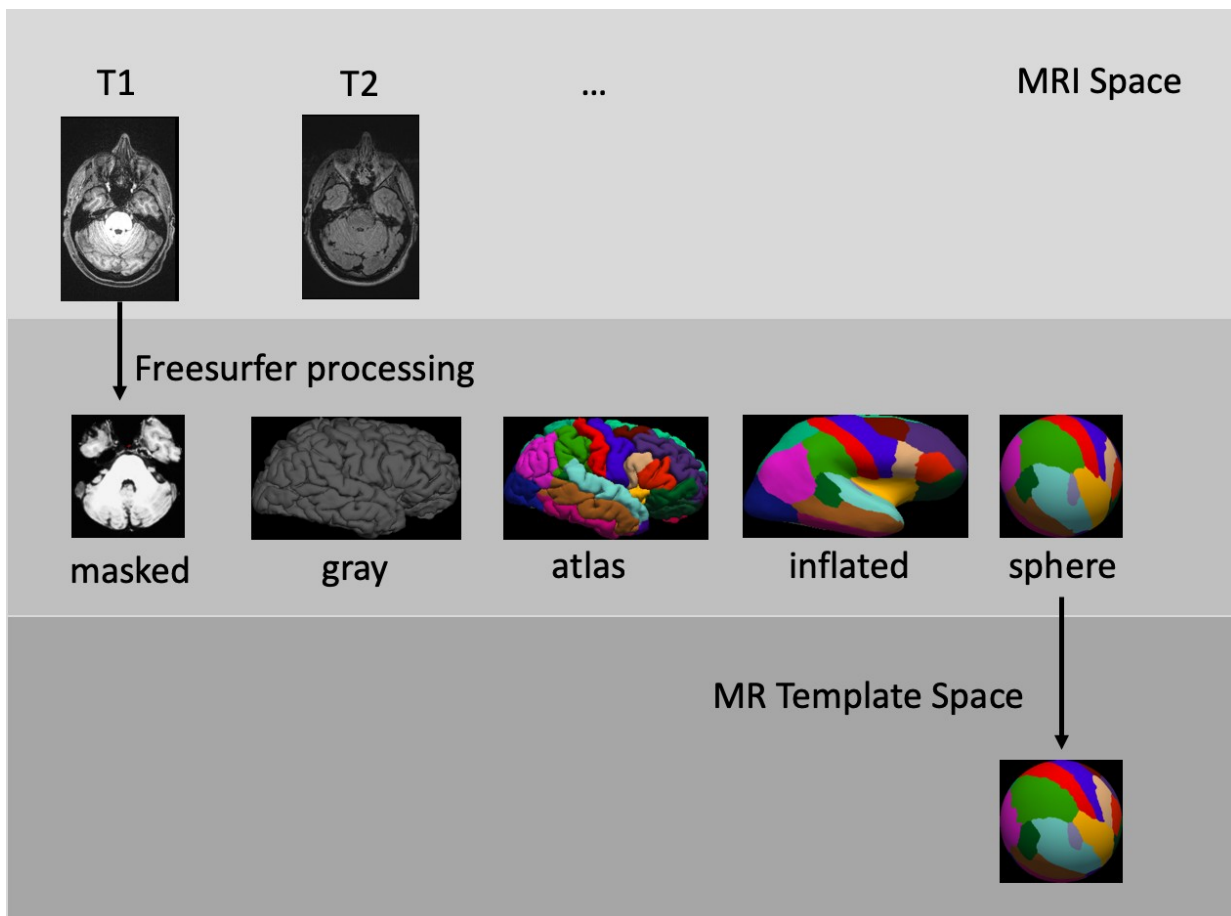 T1
T2
...
MRI Space
Freesurfer processing
masked
gray
atlas
inflated
sphere
MR Template Space